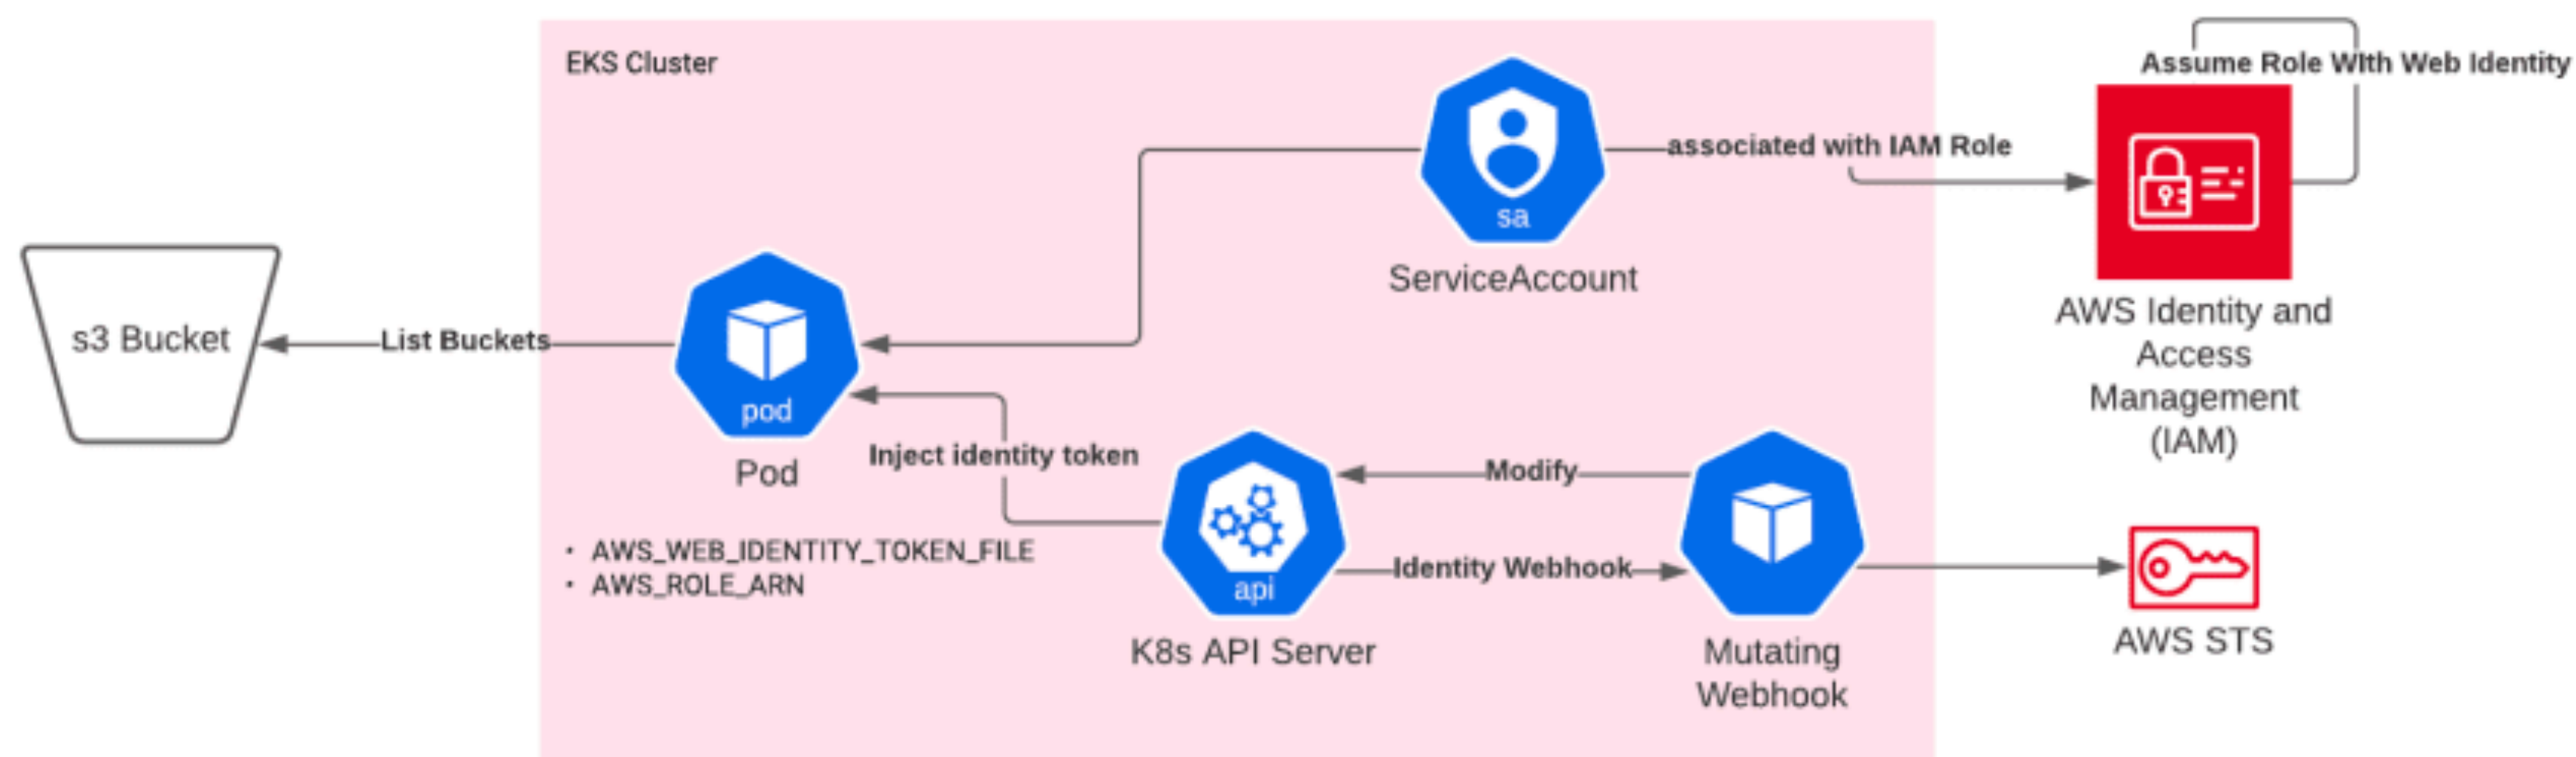 EKS Cluster
Assume Role WIth Web Identity
associated with IAM Role
sa
ServiceAccount
AWS Identity and
Access
Management
(IAM)
s3 Bucket
List Buckets
pod
Pod
Inject identity token
• AWS_WEB_IDENTITY_TOKEN_FILE
• AWS_ROLE_ARN
api
K8s API Server
Modify
Identity Webhook
Mutating
Webhook
AWS STS